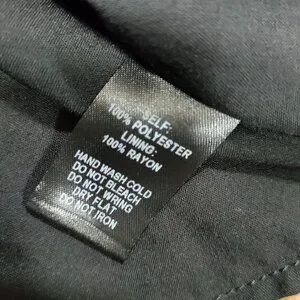 SELF:
100% POLYESTER
LINING:
100% RAYON
HAND WASH COLD
DO NOT BLEACH
DO NOT WRING
DRY FLAT
DO NOT IRON